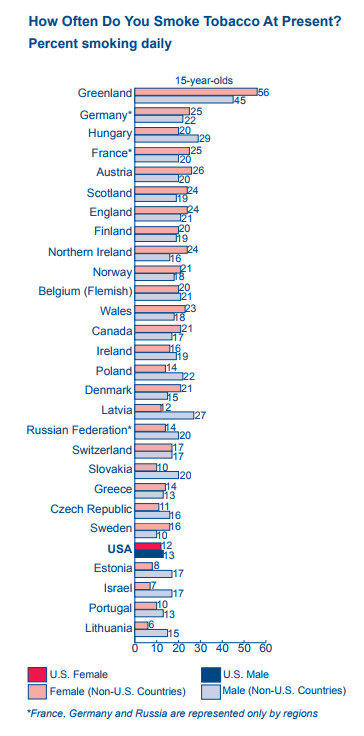 How Often Do You Smoke Tobacco At Present?
Percent smoking daily
15-year-olds
Greenland 56
45
Germany* 25
22
Hungary 20
29
France* 25
20
Austria 26
20
Scotland 24
19
England 24
21
Finland 20
19
Northern Ireland 24
16
Norway 21
18
Belgium (Flemish) 20
21
Wales 23
18
Canada 21
17
Ireland 16
19
Poland 14
22
Denmark 21
15
Latvia 12
27
Russian Federation* 14
20
Switzerland 17
17
Slovakia 10
20
Greece 14
13
Czech Republic 11
16
Sweden 16
10
USA 12
13
Estonia 8
17
Israel 7
17
Portugal 10
13
Lithuania 6
15
0 10 20 30 40 50 60
U.S. Female U.S. Male
Female (Non-U.S. Countries) Male (Non-U.S. Countries)
*France, Germany and Russia are represented only by regions